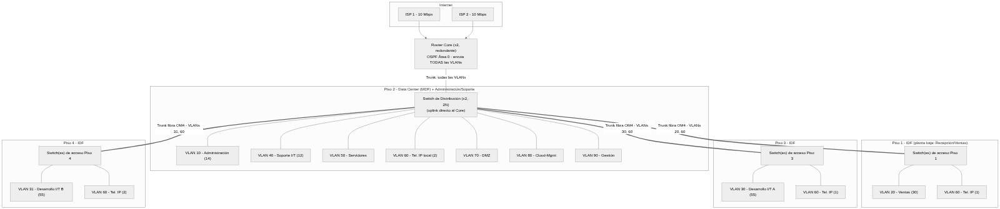 Internet
ISP 1 - 10 Mbps
ISP 2 - 10 Mbps
Router Core (x2,
redundante)
OSPF Área 0 - enruta
TODAS las VLANs
Trunk: todas las VLANs
Piso 2 - Data Center (MDF) + Administración/Soporte
Switch de Distribución (x2,
2N)
(uplink directo al Core)
Trunk fibra OM4 - VLANs
31, 60
Trunk fibra OM4 - VLANs
30, 60
Trunk fibra OM4 - VLANs
20, 60
VLAN 10 - Administración
(14)
VLAN 40 - Soporte I/T (12)
VLAN 50 - Servidores
VLAN 60 - Tel. IP local (2)
VLAN 70 - DMZ
VLAN 80 - Cloud-Mgmt
VLAN 90 - Gestión
Piso 4 - IDF
Switch(es) de acceso Piso
4
VLAN 31 - Desarrollo I/T B
(55)
VLAN 60 - Tel. IP (2)
Piso 3 - IDF
Switch(es) de acceso Piso
3
VLAN 30 - Desarrollo I/T A
(55)
VLAN 60 - Tel. IP (1)
Piso 1 - IDF (planta baja: Recepción/Ventas)
Switch(es) de acceso Piso
1
VLAN 20 - Ventas (30)
VLAN 60 - Tel. IP (1)